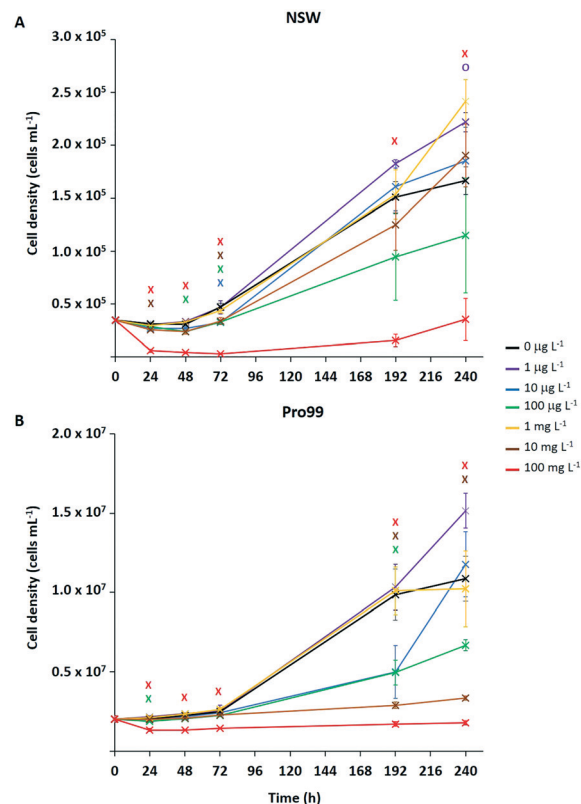 A
NSW
3.0 x 10⁵
2.5 x 10⁵
2.0 x 10⁵
1.5 x 10⁵
1.0 x 10⁵
0.5 x 10⁵
Cell density (cells mL⁻¹)
X
O
X
X
X
X
X
X
X
X
X
0 24 48 72 96 120 144 168 192 216 240
0 µg L⁻¹
1 µg L⁻¹
10 µg L⁻¹
100 µg L⁻¹
1 mg L⁻¹
10 mg L⁻¹
100 mg L⁻¹
B
Pro99
2.0 x 10⁷
1.5 x 10⁷
1.0 x 10⁷
0.5 x 10⁷
Cell density (cells mL⁻¹)
X
X
X
X
X
X
X
X
X
0 24 48 72 96 120 144 168 192 216 240
Time (h)